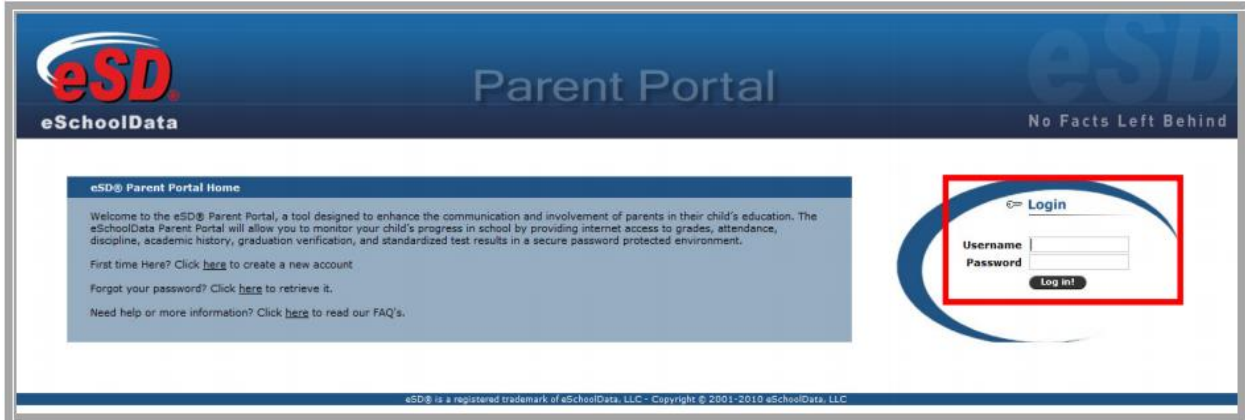 eSD®
eSchoolData
Parent Portal
eSD
No Facts Left Behind
eSD® Parent Portal Home
Welcome to the eSD® Parent Portal, a tool designed to enhance the communication and involvement of parents in their child's education. The
eSchoolData Parent Portal will allow you to monitor your child's progress in school by providing internet access to grades, attendance,
discipline, academic history, graduation verification, and standardized test results in a secure password protected environment.
First time Here? Click here to create a new account
Forgot your password? Click here to retrieve it.
Need help or more information? Click here to read our FAQ's.
Login
Username
Password
Log in!
eSD® is a registered trademark of eSchoolData, LLC - Copyright © 2001-2010 eSchoolData, LLC